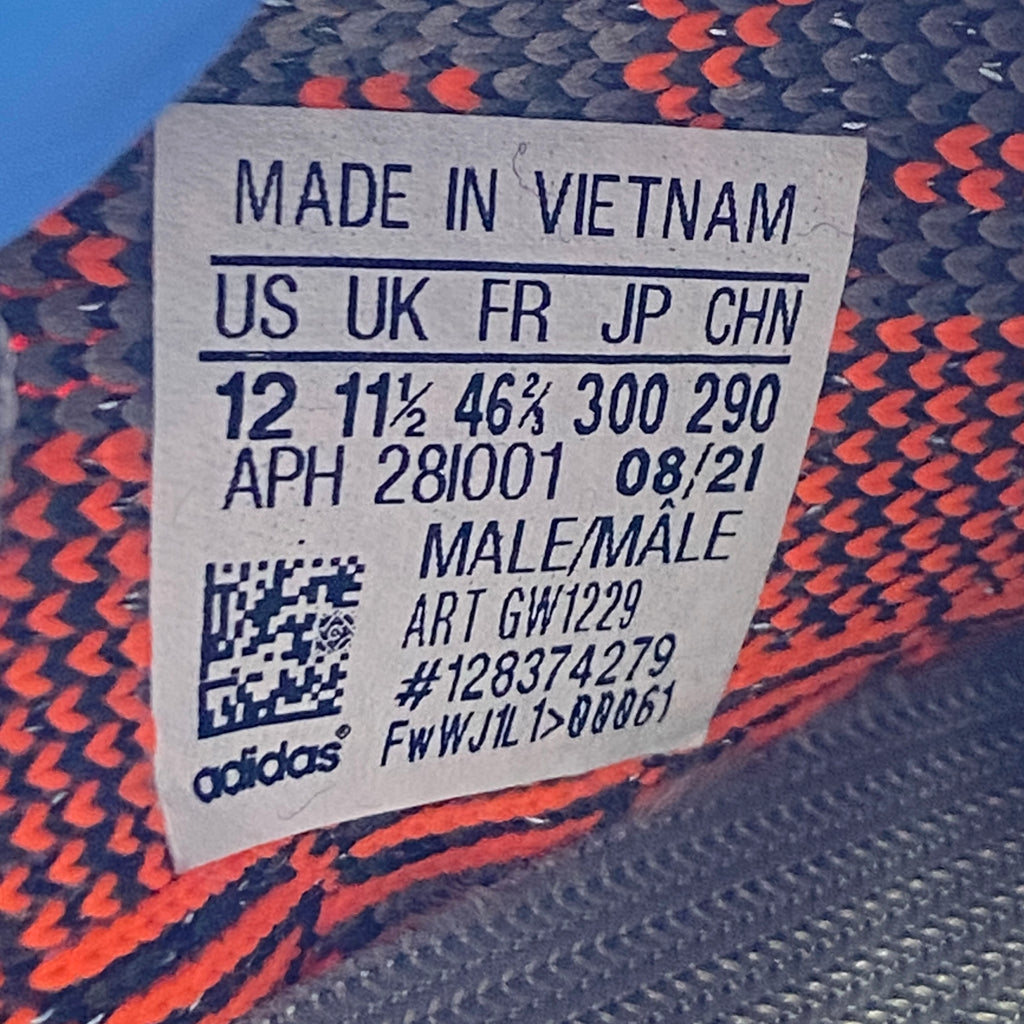 MADE IN VIETNAM
US UK FR JP CHN
12 11½ 46⅔ 300 290
APH 28I001 08/21
MALE/MÂLE
ART GW1229
#128374279
FwWJ1L1>00061
adidas®